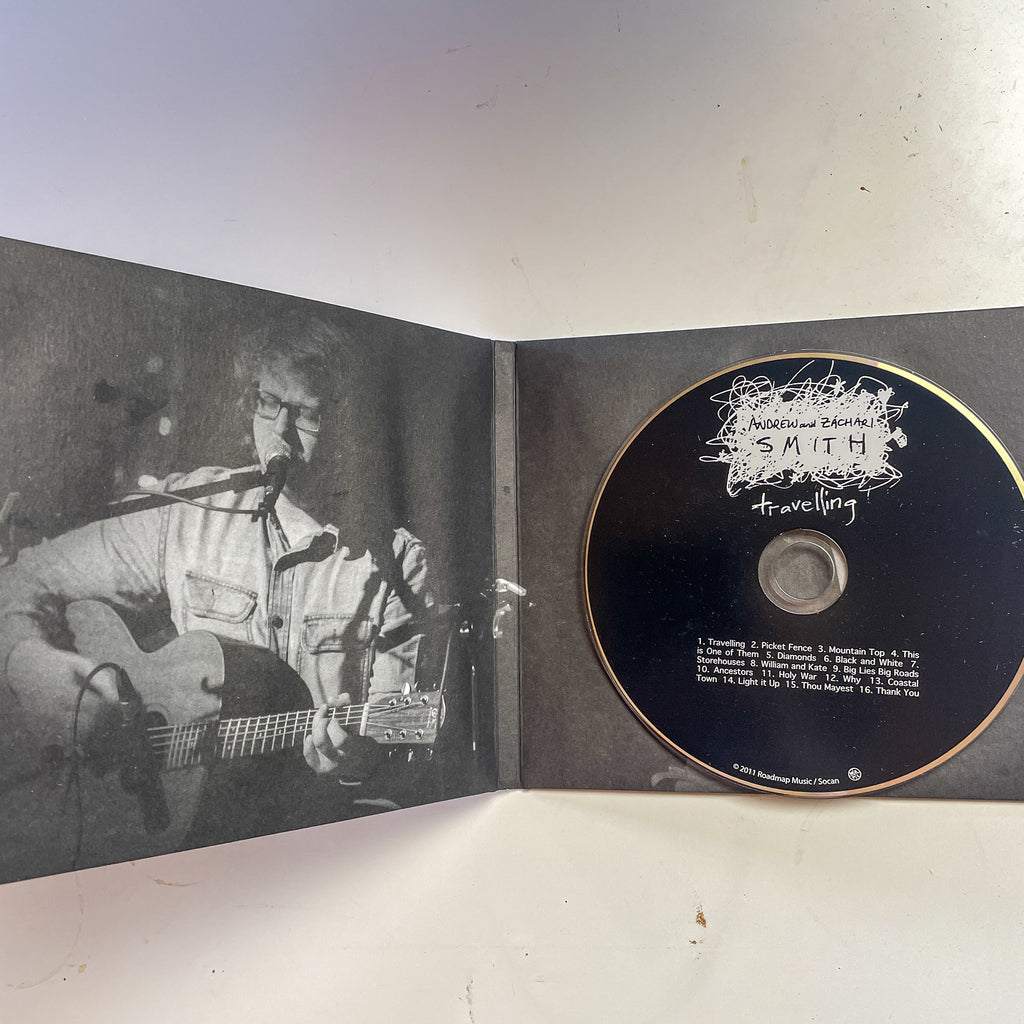 ANDREW and ZACHARI
SMITH
travelling
1. Travelling 2. Picket Fence 3. Mountain Top 4. This
is One of Them 5. Diamonds 6. Black and White 7.
Storehouses 8. William and Kate 9. Big Lies Big Roads
10. Ancestors 11. Holy War 12. Why 13. Coastal
Town 14. Light it Up 15. Thou Mayest 16. Thank You
© 2011 Roadmap Music / Socan